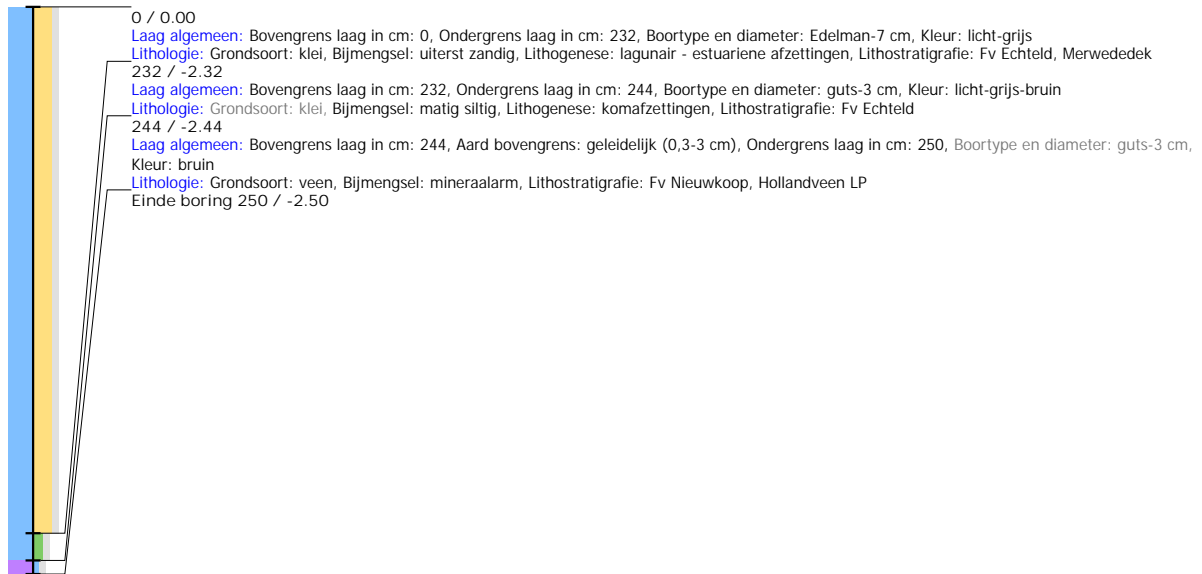 0 / 0.00
Laag algemeen: Bovengrens laag in cm: 0, Ondergrens laag in cm: 232, Boortype en diameter: Edelman-7 cm, Kleur: licht-grijs
Lithologie: Grondsoort: klei, Bijmengsel: uiterst zandig, Lithogenese: lagunair - estuariene afzettingen, Lithostratigrafie: Fv Echteld, Merwededek
232 / -2.32
Laag algemeen: Bovengrens laag in cm: 232, Ondergrens laag in cm: 244, Boortype en diameter: guts-3 cm, Kleur: licht-grijs-bruin
Lithologie: Grondsoort: klei, Bijmengsel: matig siltig, Lithogenese: komafzettingen, Lithostratigrafie: Fv Echteld
244 / -2.44
Laag algemeen: Bovengrens laag in cm: 244, Aard bovengrens: geleidelijk (0,3-3 cm), Ondergrens laag in cm: 250, Boortype en diameter: guts-3 cm,
Kleur: bruin
Lithologie: Grondsoort: veen, Bijmengsel: mineraalarm, Lithostratigrafie: Fv Nieuwkoop, Hollandveen LP
Einde boring 250 / -2.50